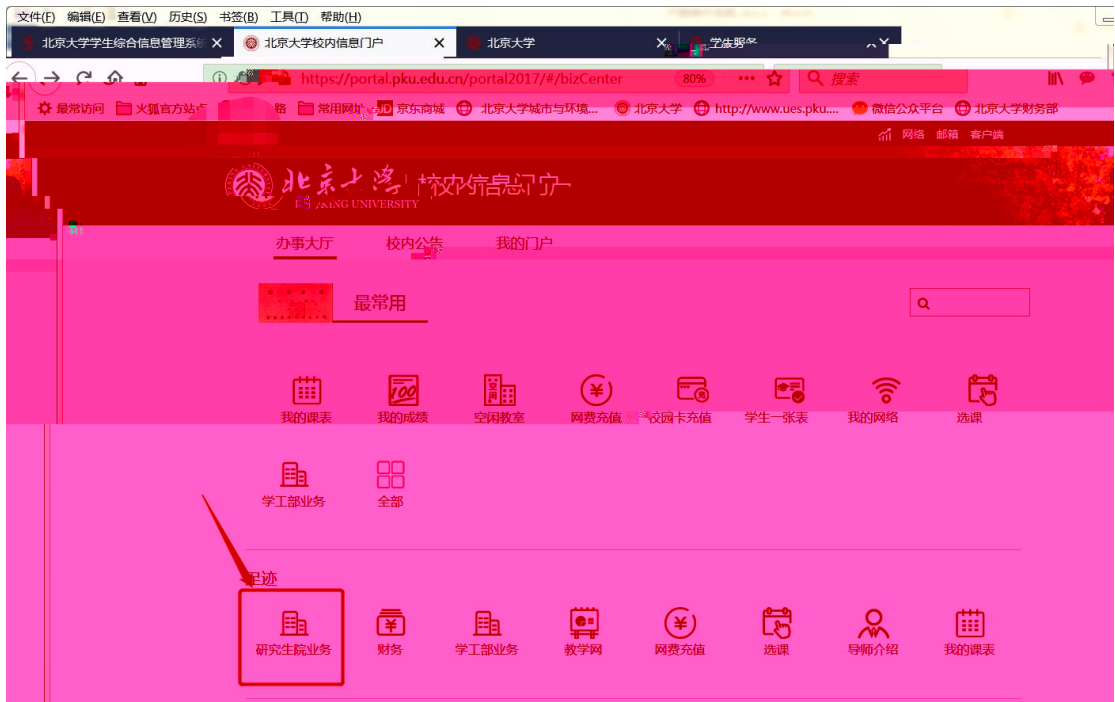 文件(F) 编辑(E) 查看(V) 历史(S) 书签(B) 工具(T) 帮助(H)
北京大学学生综合信息管理系统 北京大学校内信息门户 北京大学
https://portal.pku.edu.cn/portal2017/#/bizCenter 80% 搜索
最常访问 火狐官方站点 常用网址 京东商城 北京大学城市与环境... 北京大学 http://www.ues.pku.... 微信公众平台 北京大学财务部
网络 邮箱 客户端
北京大学 校内信息门户
UNIVERSITY
办事大厅 校内公告 我的门户
最常用
我的课表 我的成绩 空闲教室 网费充值 校园卡充值 学生一张表 我的网络 选课
学工部业务 全部
足迹
研究生院业务 财务 学工部业务 教学网 网费充值 选课 导师介绍 我的课表